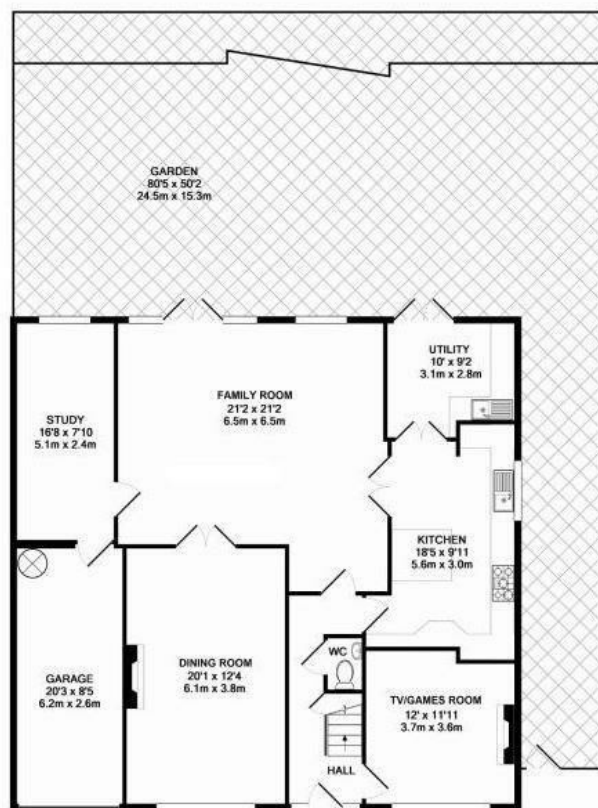 GARDEN
80'5 x 50'2
24.5m x 15.3m
UTILITY
10' x 9'2
3.1m x 2.8m
FAMILY ROOM
21'2 x 21'2
6.5m x 6.5m
STUDY
16'8 x 7'10
5.1m x 2.4m
KITCHEN
18'5 x 9'11
5.6m x 3.0m
WC
DINING ROOM
20'1 x 12'4
6.1m x 3.8m
GARAGE
20'3 x 8'5
6.2m x 2.6m
TV/GAMES ROOM
12' x 11'11
3.7m x 3.6m
HALL